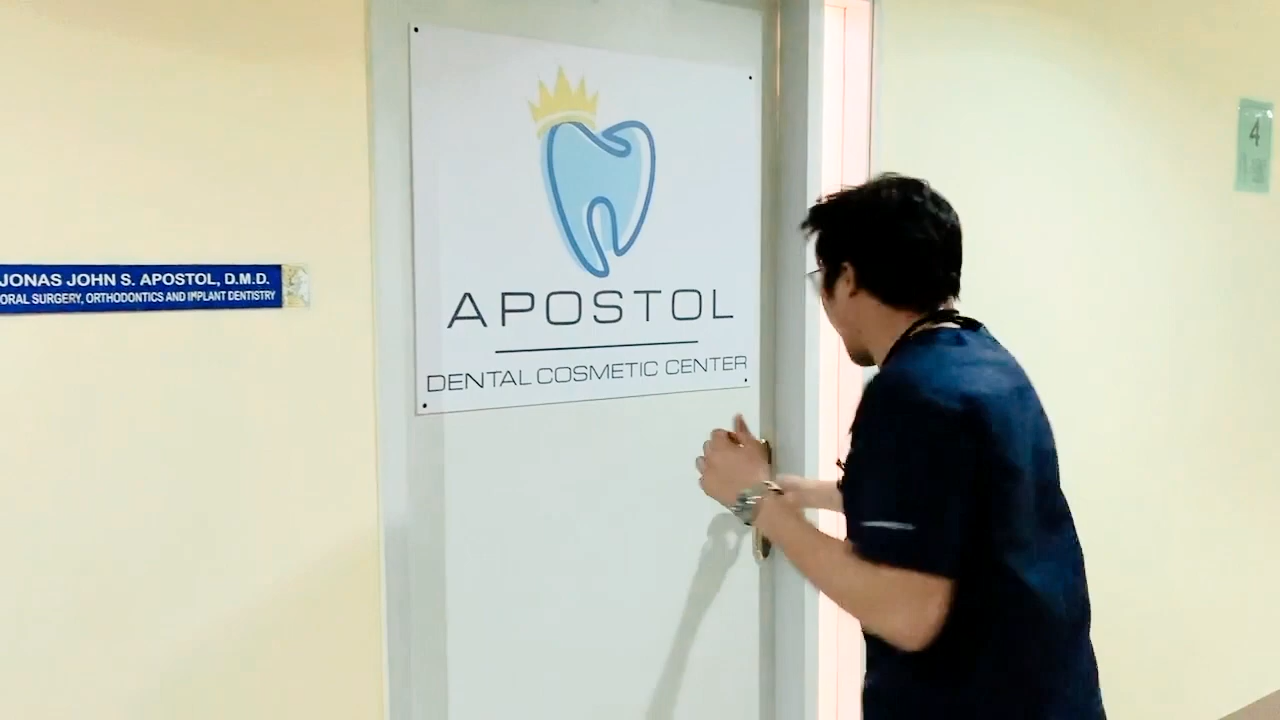 JONAS JOHN S. APOSTOL, D.M.D.
ORAL SURGERY, ORTHODONTICS AND IMPLANT DENTISTRY
APOSTOL
DENTAL COSMETIC CENTER
4